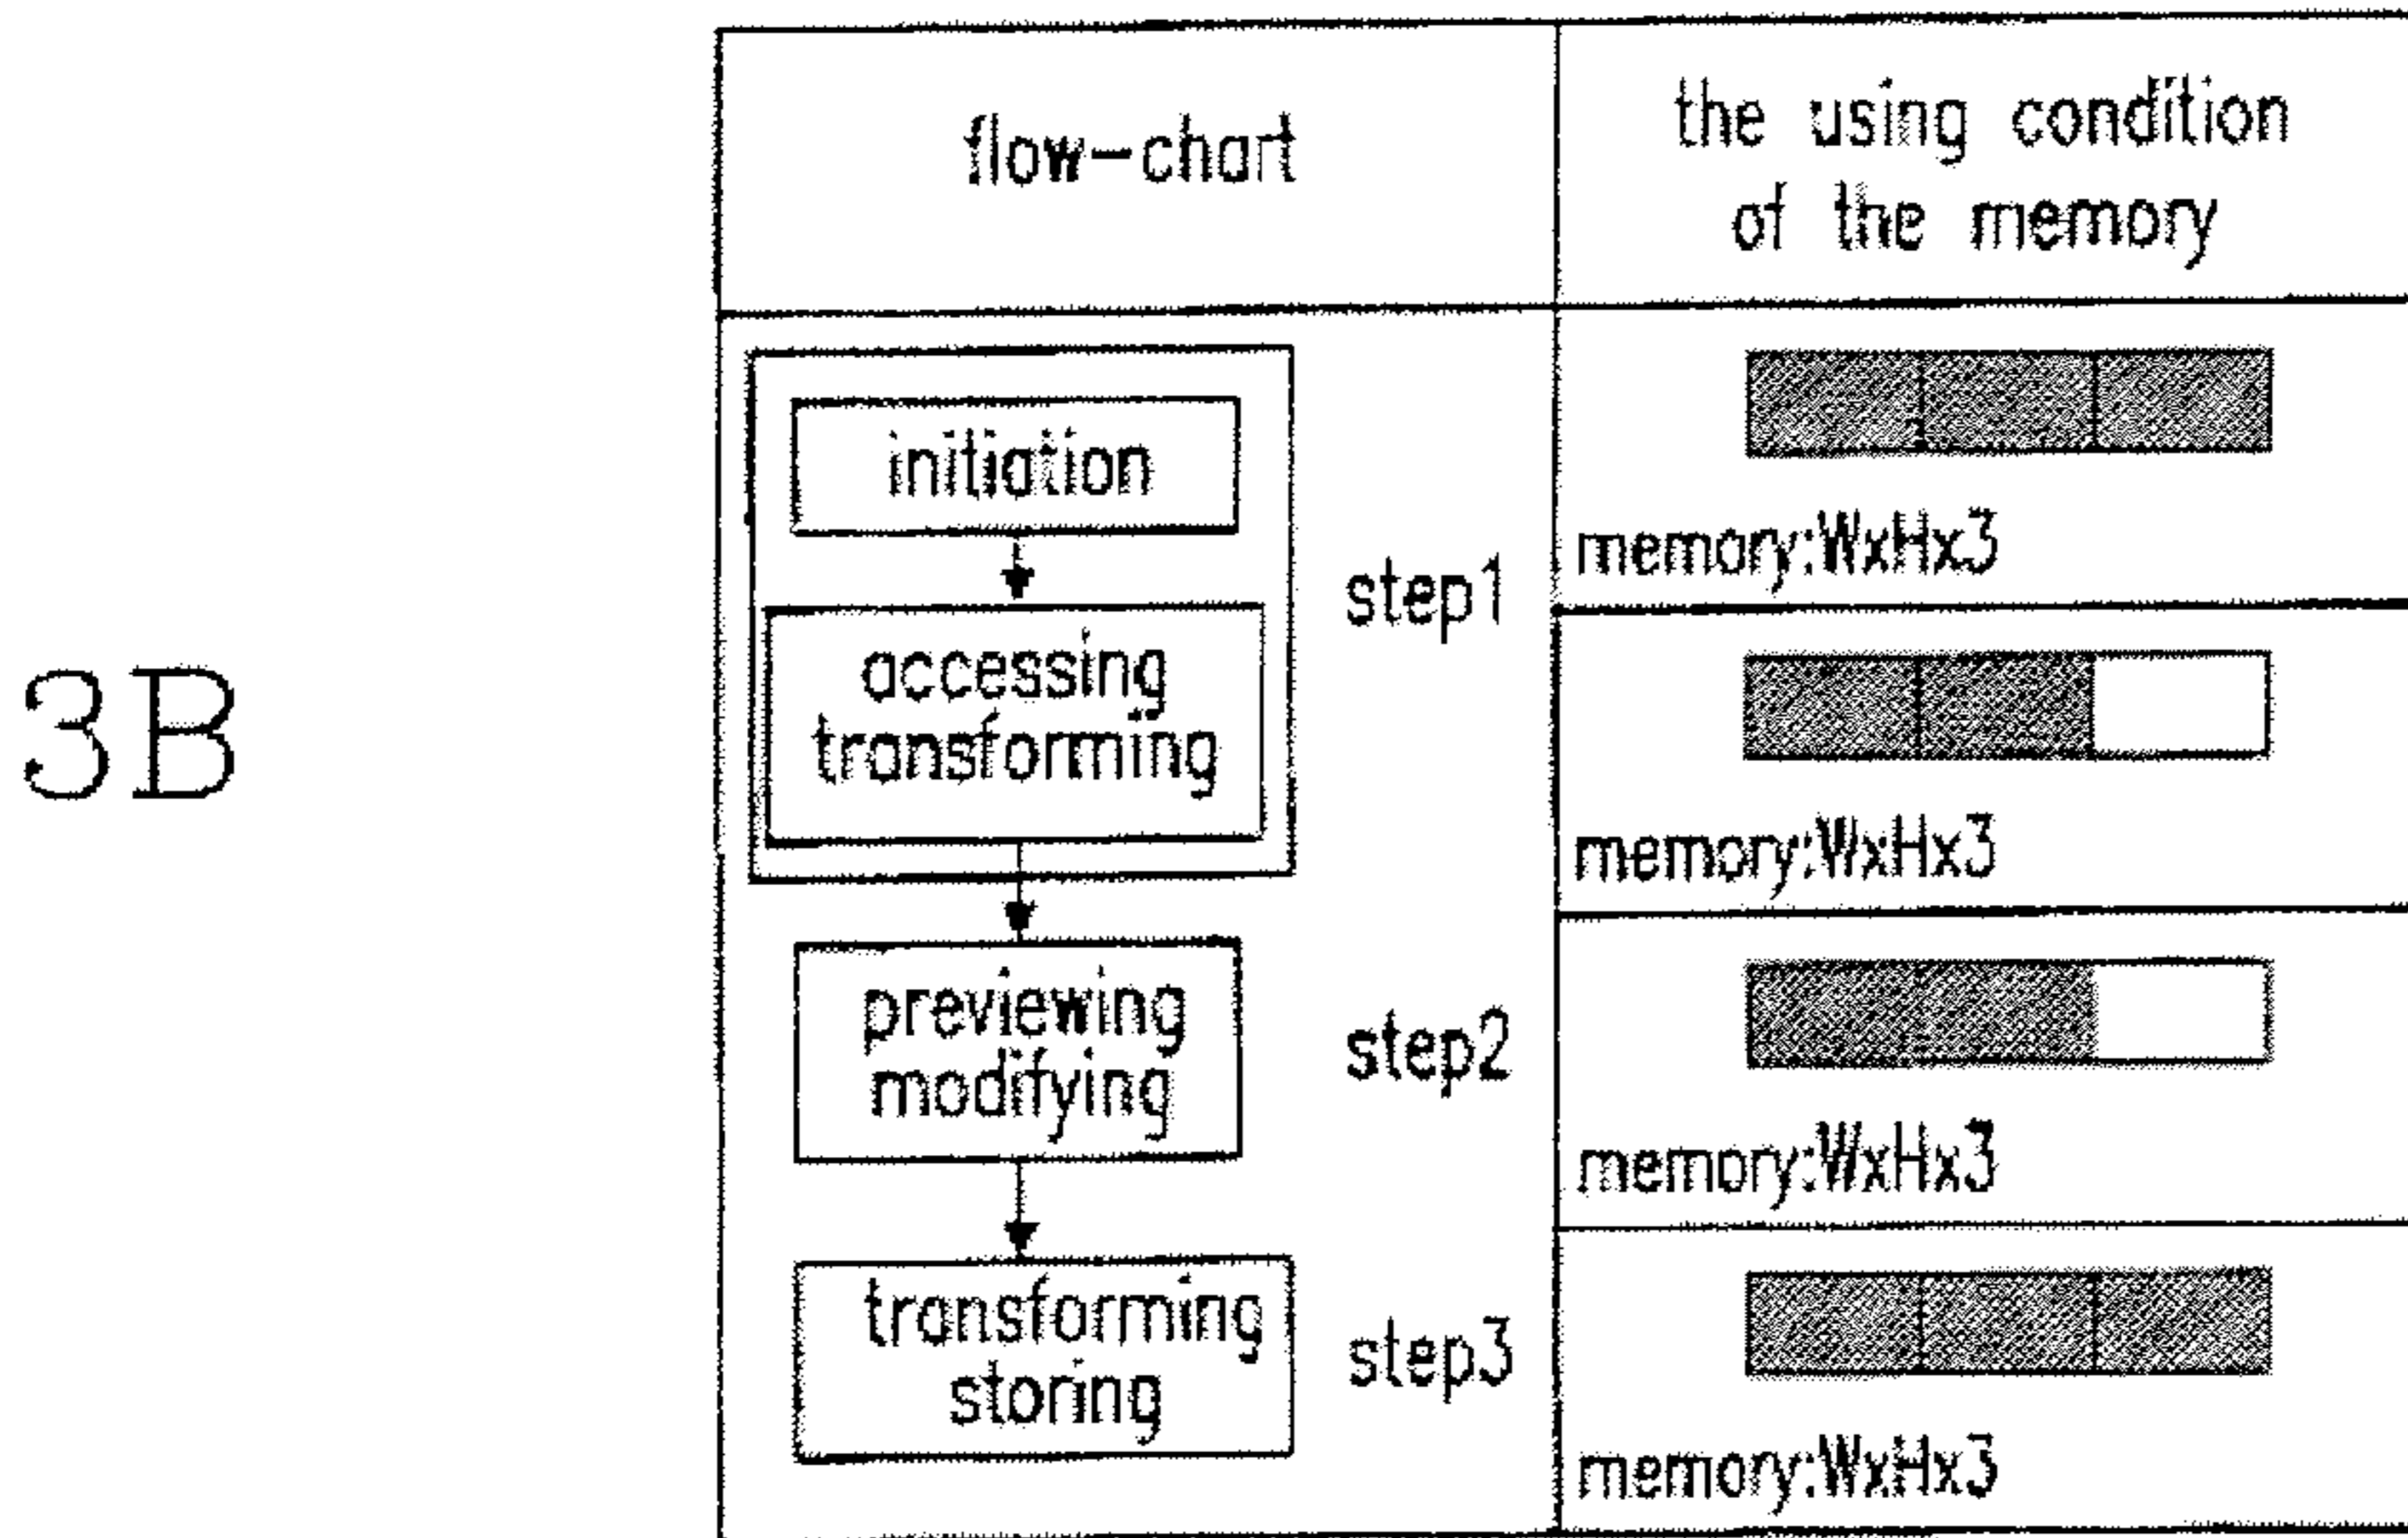 3B
flow-chart
the using condition
of the memory
initiation
accessing
transforming
step1
previewing
modifying
step2
transforming
storing
step3
memory:WxHx3
memory:WxHx3
memory:WxHx3
memory:WxHx3